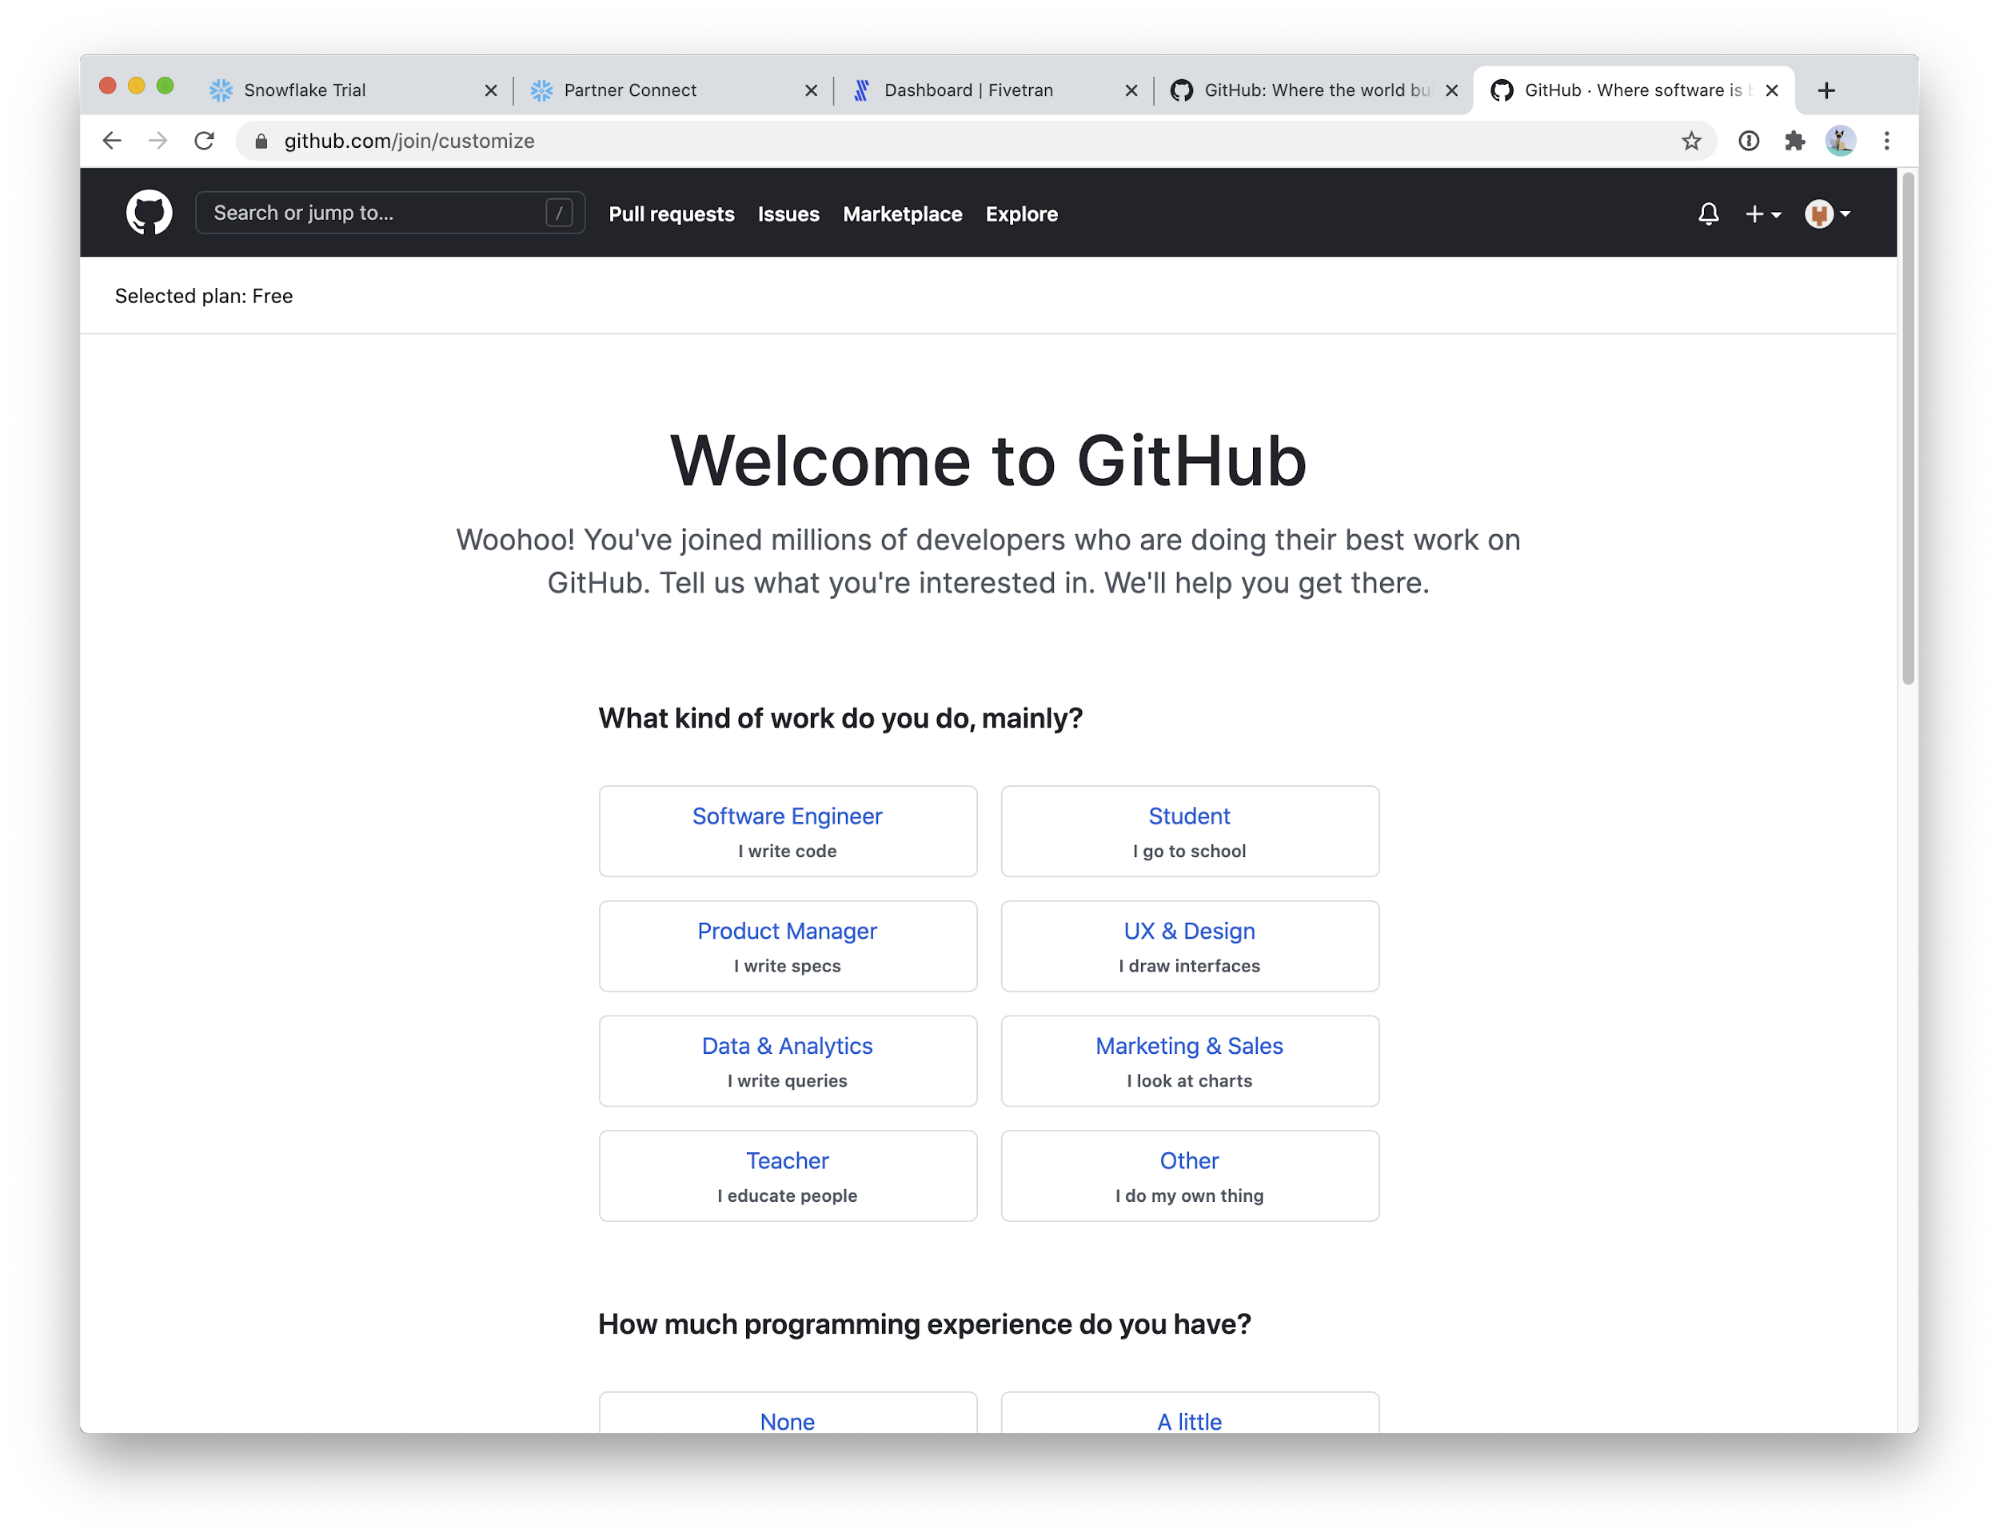 Snowflake Trial
Partner Connect
Dashboard | Fivetran
GitHub: Where the world bu
GitHub · Where software is b
github.com/join/customize
Search or jump to... /
Pull requests Issues Marketplace Explore
Selected plan: Free
Welcome to GitHub
Woohoo! You've joined millions of developers who are doing their best work on
GitHub. Tell us what you're interested in. We'll help you get there.
What kind of work do you do, mainly?
Software Engineer
I write code
Student
I go to school
Product Manager
I write specs
UX & Design
I draw interfaces
Data & Analytics
I write queries
Marketing & Sales
I look at charts
Teacher
I educate people
Other
I do my own thing
How much programming experience do you have?
None
A little